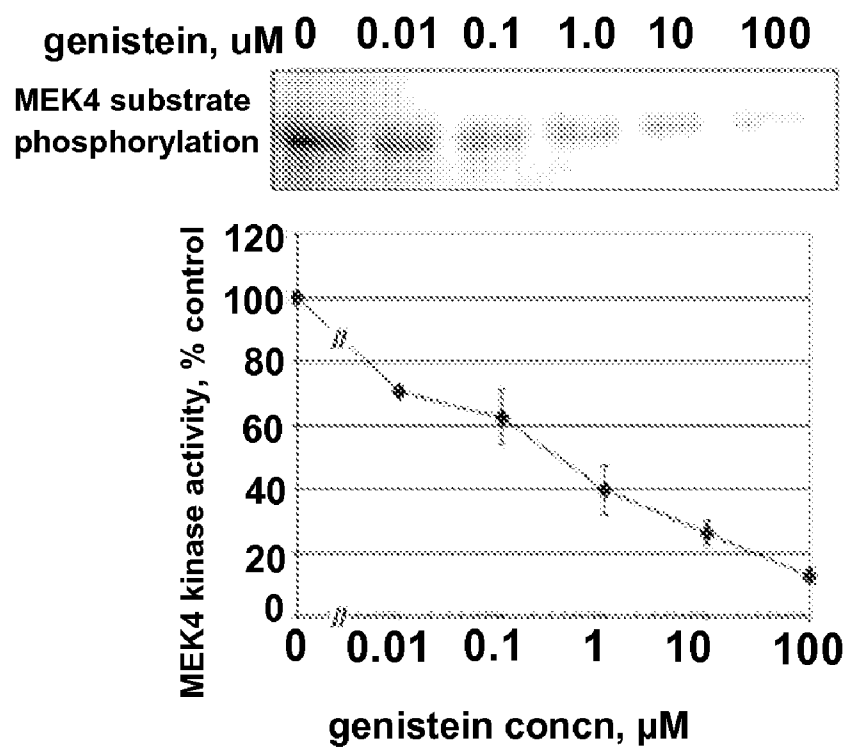 genistein, uM 0 0.01 0.1 1.0 10 100
MEK4 substrate
phosphorylation
MEK4 kinase activity, % control
120
100
80
60
40
20
0
0 0.01 0.1 1 10 100
genistein concn, µM